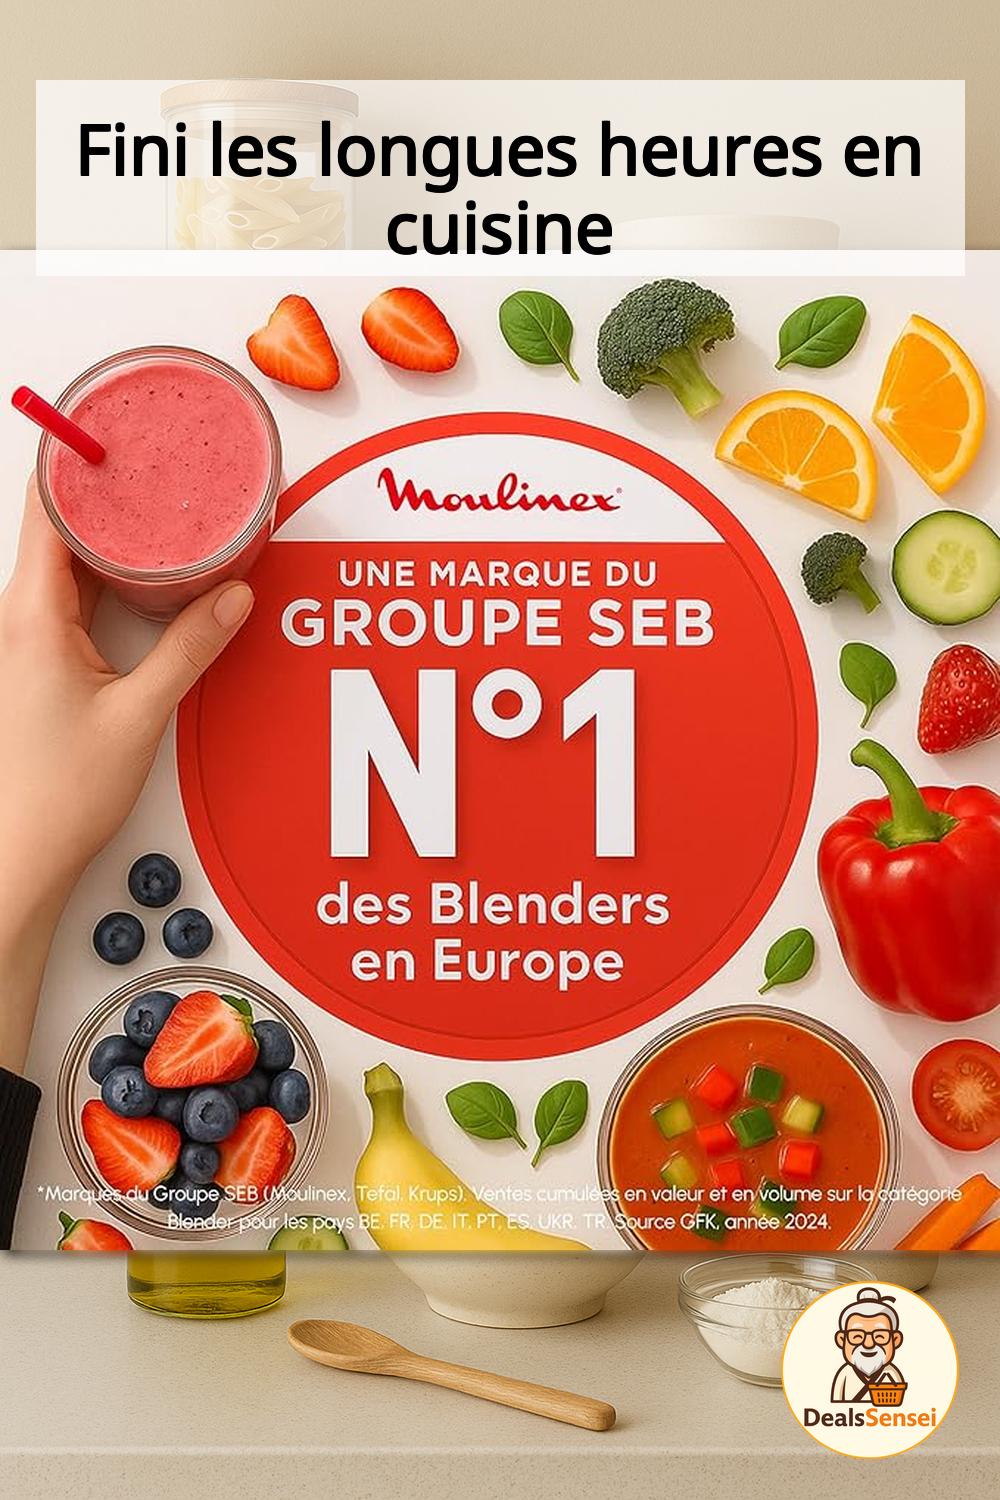 Fini les longues heures en
cuisine
Moulinex®
UNE MARQUE DU
GROUPE SEB
N°1
des Blenders
en Europe
*Marques du Groupe SEB (Moulinex, Tefal, Krups). Ventes cumulées en valeur et en volume sur la catégorie
Blender pour les pays BE, FR, DE, IT, PT, ES, UKR, TR. Source GFK, année 2024.
DealsSensei